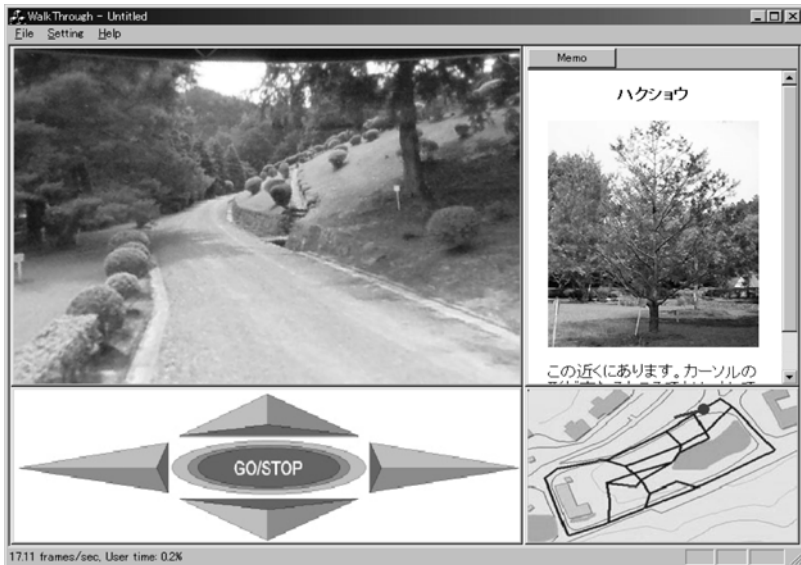 WalkThrough - Untitled
File Setting Help
Memo
ハクショウ
この近くにあります。カーソルの
GO/STOP
17.11 frames/sec, User time: 0.2%